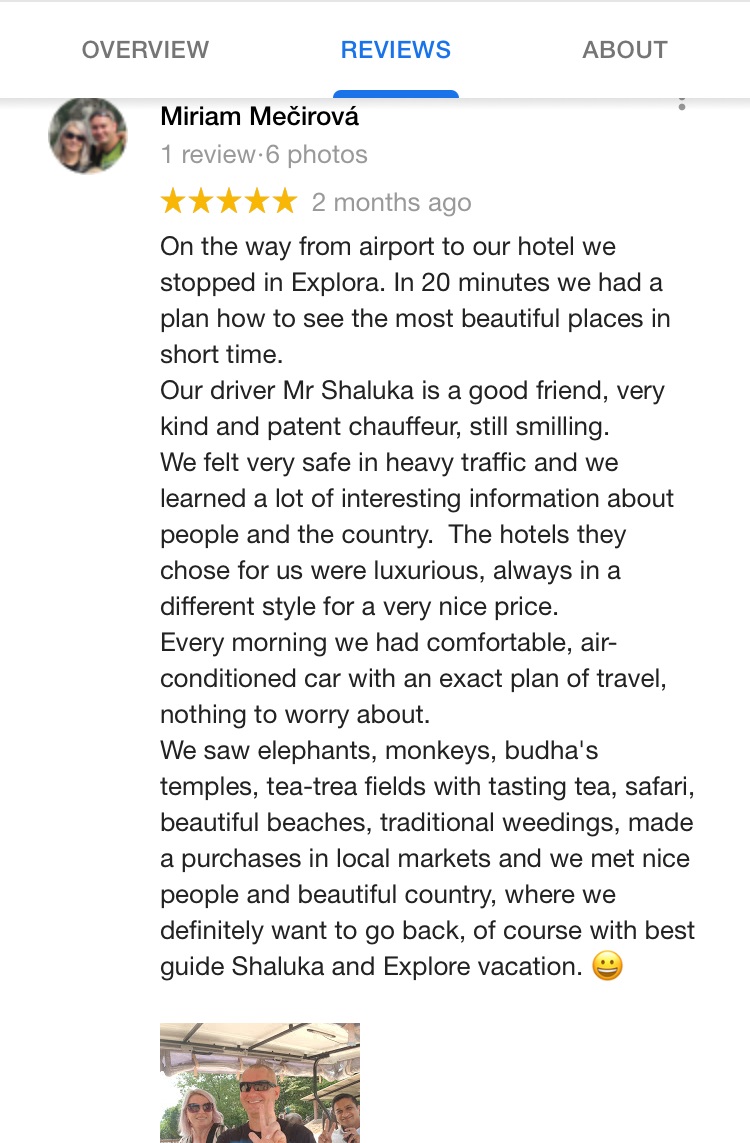 OVERVIEW REVIEWS ABOUT
Miriam Mečirová
1 review·6 photos
2 months ago
On the way from airport to our hotel we
stopped in Explora. In 20 minutes we had a
plan how to see the most beautiful places in
short time.
Our driver Mr Shaluka is a good friend, very
kind and patent chauffeur, still smilling.
We felt very safe in heavy traffic and we
learned a lot of interesting information about
people and the country.  The hotels they
chose for us were luxurious, always in a
different style for a very nice price.
Every morning we had comfortable, air-
conditioned car with an exact plan of travel,
nothing to worry about.
We saw elephants, monkeys, budha's
temples, tea-trea fields with tasting tea, safari,
beautiful beaches, traditional weedings, made
a purchases in local markets and we met nice
people and beautiful country, where we
definitely want to go back, of course with best
guide Shaluka and Explore vacation. 😀